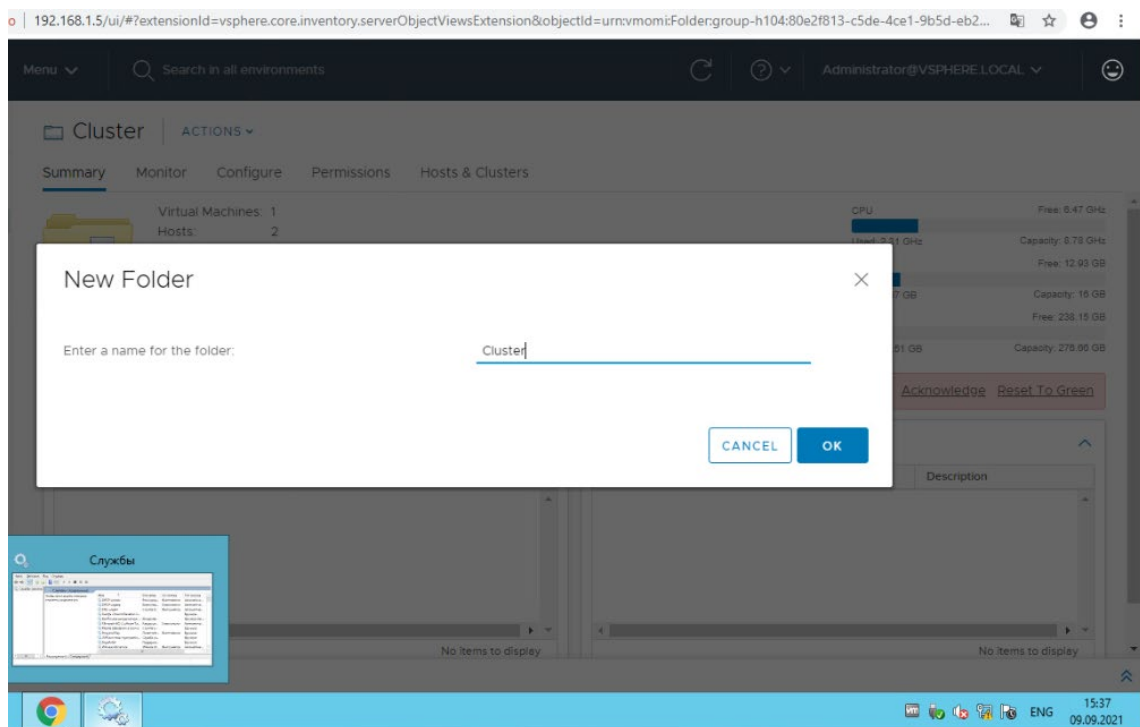 192.168.1.5/ui/#?extensionId=vsphere.core.inventory.serverObjectViewsExtension&objectId=urn:vmomi:Folder:group-h104:80e2f813-c5de-4ce1-9b5d-eb2...
Menu Search in all environments Administrator@VSPHERE.LOCAL
Cluster ACTIONS
Summary Monitor Configure Permissions Hosts & Clusters
Virtual Machines: 1
Hosts: 2
CPU Free: 6.47 GHz
Used: 2.31 GHz Capacity: 8.78 GHz
Free: 12.93 GB
7 GB Capacity: 16 GB
Free: 238.15 GB
51 GB Capacity: 276.66 GB
New Folder
Enter a name for the folder: Cluster
CANCEL OK
Acknowledge Reset To Green
Description
Службы
No items to display No items to display
ENG 15:37
09.09.2021